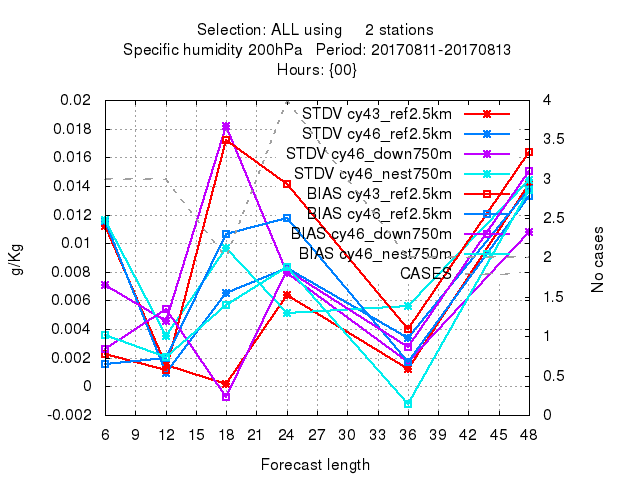 Selection: ALL using 2 stations
Specific humidity 200hPa Period: 20170811-20170813
Hours: {00}
0.02
0.018
0.016
0.014
0.012
0.01
0.008
0.006
0.004
0.002
0
-0.002
g/Kg
STDV cy43_ref2.5km
STDV cy46_ref2.5km
STDV cy46_down750m
STDV cy46_nest750m
BIAS cy43_ref2.5km
BIAS cy46_ref2.5km
BIAS cy46_down750m
BIAS cy46_nest750m
CASES
4
3.5
3
2.5
2
1.5
1
0.5
0
No cases
6 9 12 15 18 21 24 27 30 33 36 39 42 45 48
Forecast length